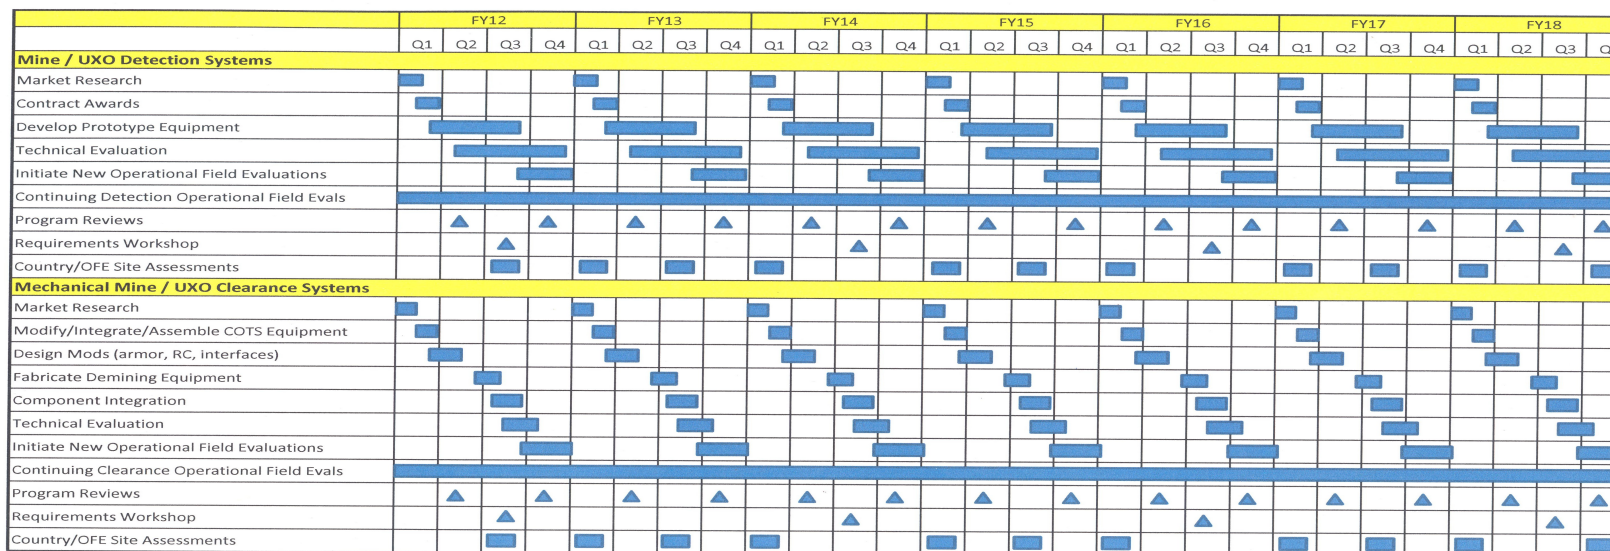 FY12 FY13 FY14 FY15 FY16 FY17 FY18
Q1 Q2 Q3 Q4 Q1 Q2 Q3 Q4 Q1 Q2 Q3 Q4 Q1 Q2 Q3 Q4 Q1 Q2 Q3 Q4 Q1 Q2 Q3 Q4 Q1 Q2 Q3 Q
Mine / UXO Detection Systems
Market Research
Contract Awards
Develop Prototype Equipment
Technical Evaluation
Initiate New Operational Field Evaluations
Continuing Detection Operational Field Evals
Program Reviews
Requirements Workshop
Country/OFE Site Assessments
Mechanical Mine / UXO Clearance Systems
Market Research
Modify/Integrate/Assemble COTS Equipment
Design Mods (armor, RC, interfaces)
Fabricate Demining Equipment
Component Integration
Technical Evaluation
Initiate New Operational Field Evaluations
Continuing Clearance Operational Field Evals
Program Reviews
Requirements Workshop
Country/OFE Site Assessments